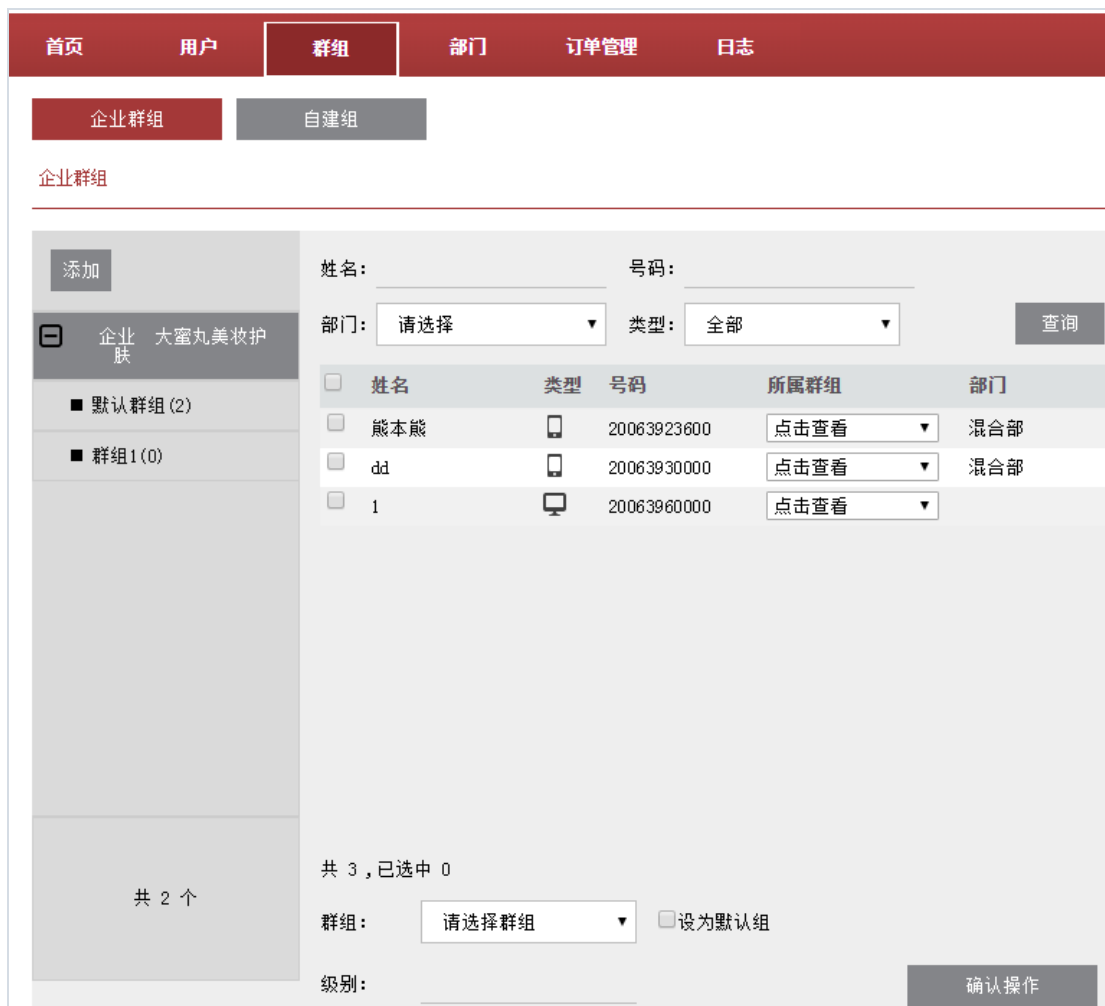 首页 用户 群组 部门 订单管理 日志
企业群组 自建组
企业群组
添加
企业 大蜜丸美妆护
肤
■ 默认群组(2)
■ 群组1(0)
共 2 个
姓名: 号码:
部门: 请选择 类型: 全部 查询
姓名 类型 号码 所属群组 部门
熊本熊 20063923600 点击查看 混合部
dd 20063930000 点击查看 混合部
1 20063960000 点击查看
共 3 ,已选中 0
群组: 请选择群组 设为默认组
级别: 确认操作